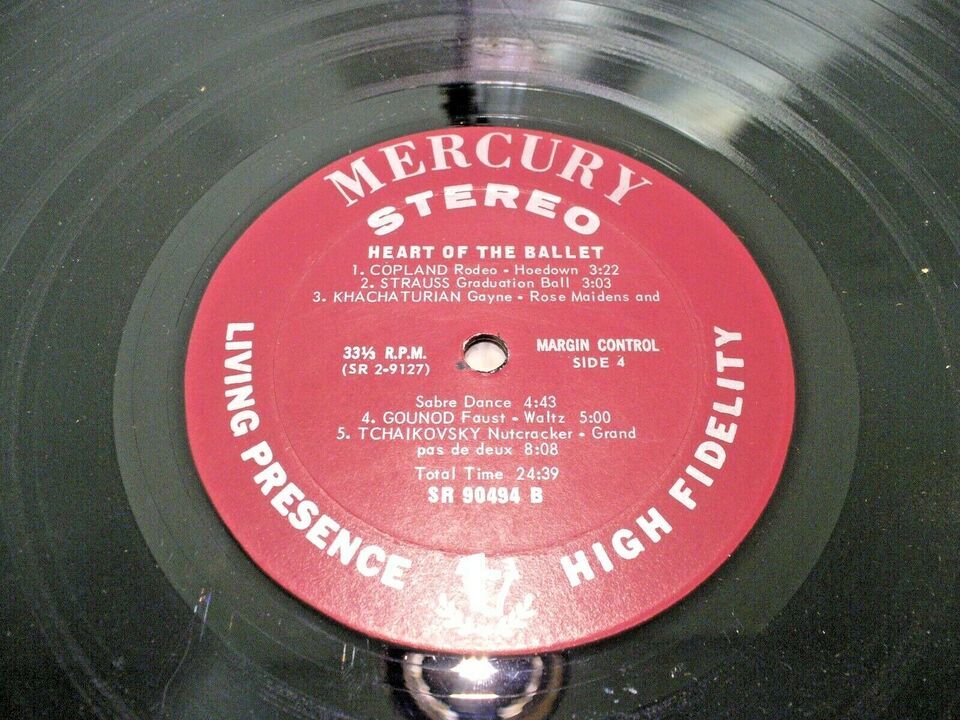 MERCURY
STEREO
HEART OF THE BALLET
1. COPLAND Rodeo - Hoedown 3:22
2. STRAUSS Graduation Ball 3:03
3. KHACHATURIAN Gayne - Rose Maidens and
33⅓ R.P.M.
(SR 2-9127)
MARGIN CONTROL
SIDE 4
Sabre Dance 4:43
4. GOUNOD Faust - Waltz 5:00
5. TCHAIKOVSKY Nutcracker - Grand
pas de deux 8:08
Total Time 24:39
SR 90494 B
LIVING PRESENCE
HIGH FIDELITY